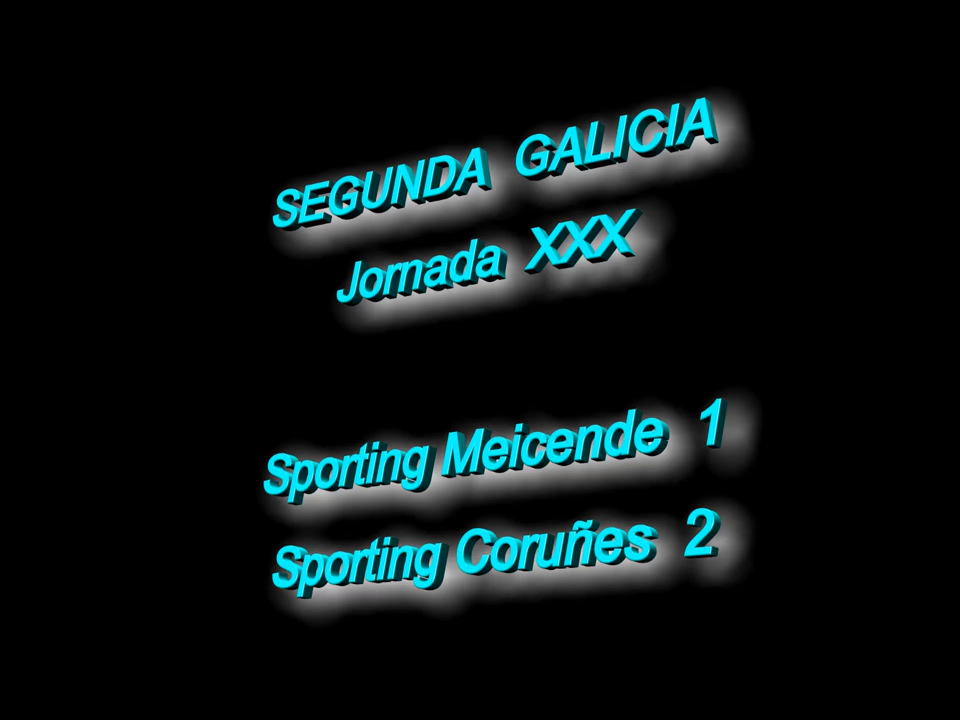 SEGUNDA GALICIA
Jornada XXX
Sporting Meicende 1
Sporting Coruñes 2